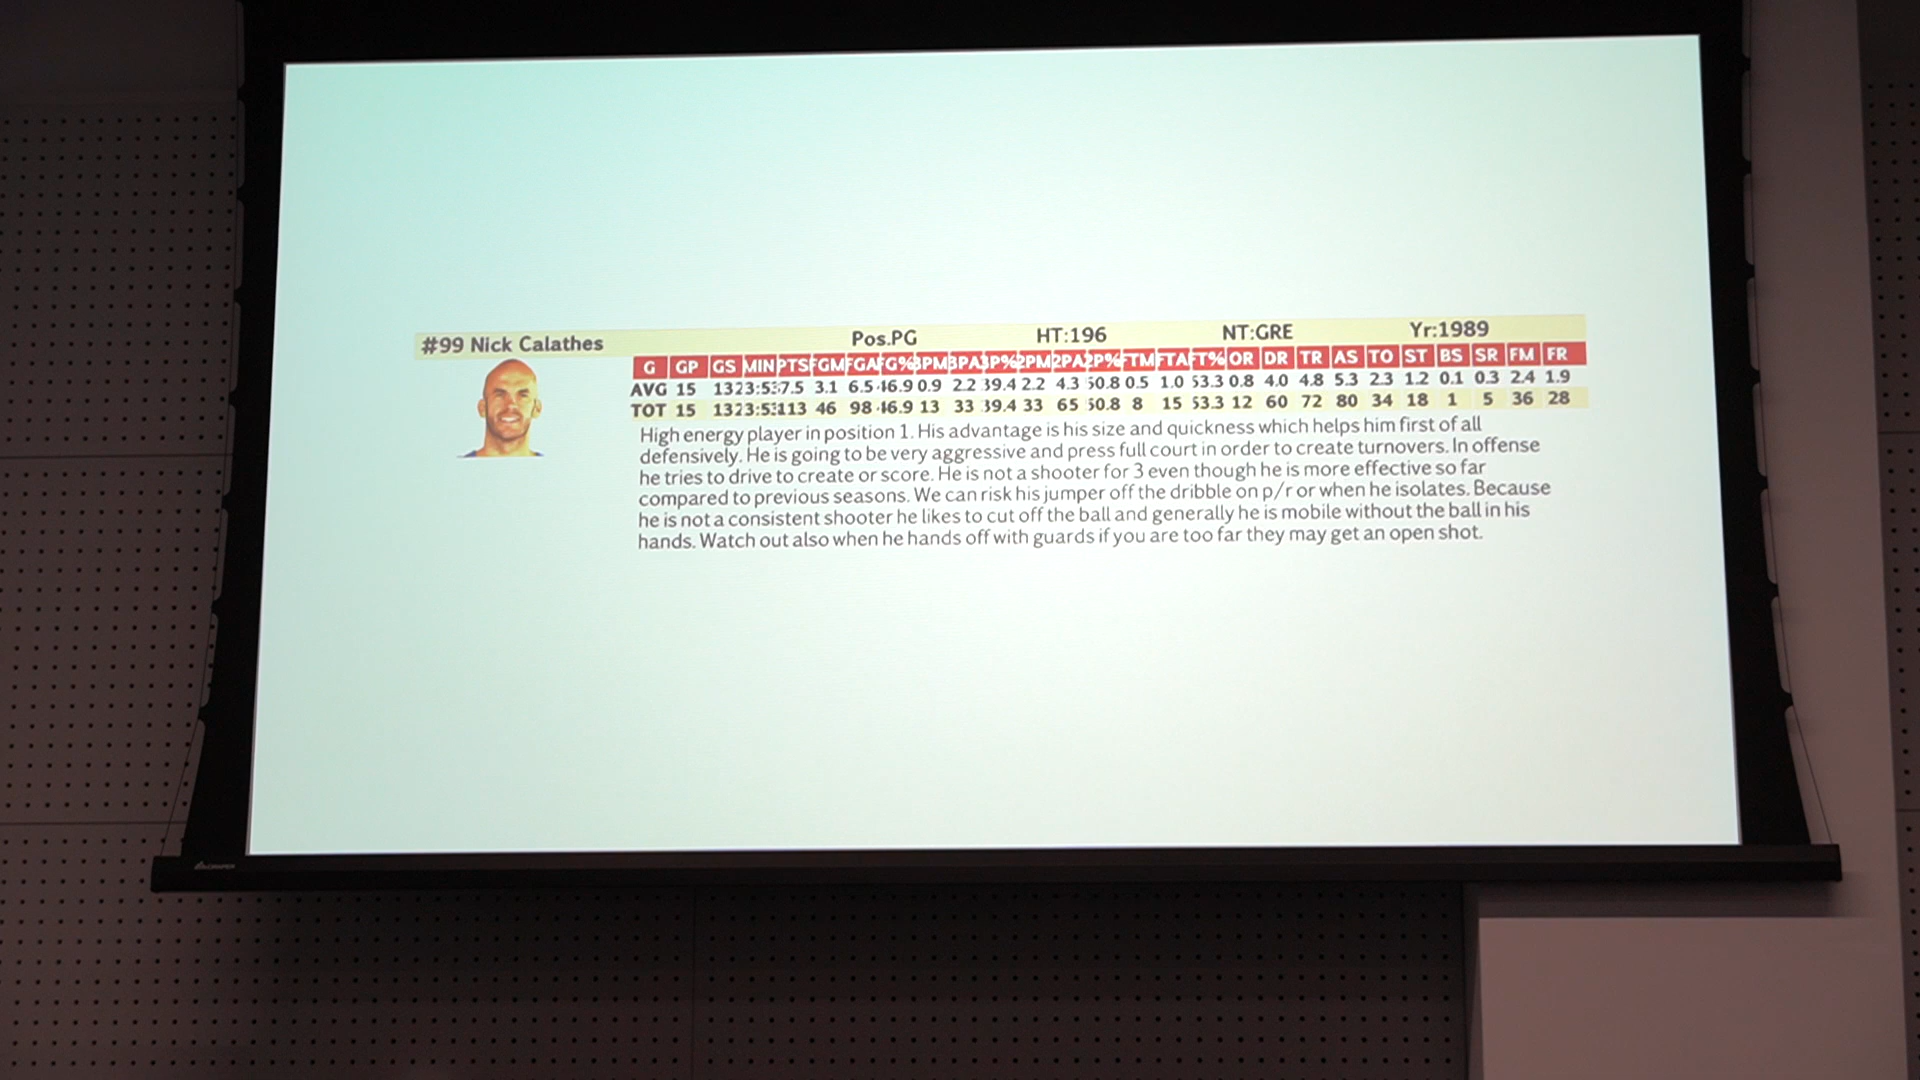 #99 Nick Calathes Pos.PG HT:196 NT:GRE Yr:1989
G GP GS MIN PTS FGM FGA FG% 3PM 3PA 3P% 2PM 2PA 2P% FTM FTA FT% OR DR TR AS TO ST BS SR FM FR
AVG 15 13 23:53 7.5 3.1 6.5 46.9 0.9 2.2 39.4 2.2 4.3 50.8 0.5 1.0 53.3 0.8 4.0 4.8 5.3 2.3 1.2 0.1 0.3 2.4 1.9
TOT 15 13 23:53 113 46 98 46.9 13 33 39.4 33 65 50.8 8 15 53.3 12 60 72 80 34 18 1 5 36 28
High energy player in position 1. His advantage is his size and quickness which helps him first of all
defensively. He is going to be very aggressive and press full court in order to create turnovers. In offense
he tries to drive to create or score. He is not a shooter for 3 even though he is more effective so far
compared to previous seasons. We can risk his jumper off the dribble on p/r or when he isolates. Because
he is not a consistent shooter he likes to cut off the ball and generally he is mobile without the ball in his
hands. Watch out also when he hands off with guards if you are too far they may get an open shot.